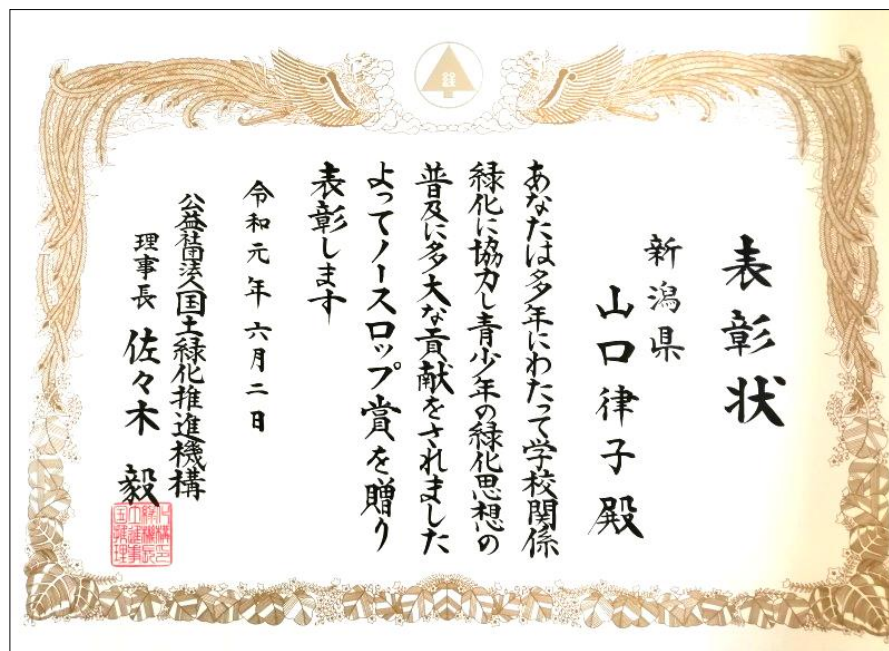 表彰状
新潟県
山口律子殿
あなたは多年にわたって学校関係
緑化に協力し青少年の緑化思想の
普及に多大な貢献をされました
よってノースロップ賞を贈り
表彰します
令和元年六月二日
公益社団法人国土緑化推進機構
理事長 佐々木 毅